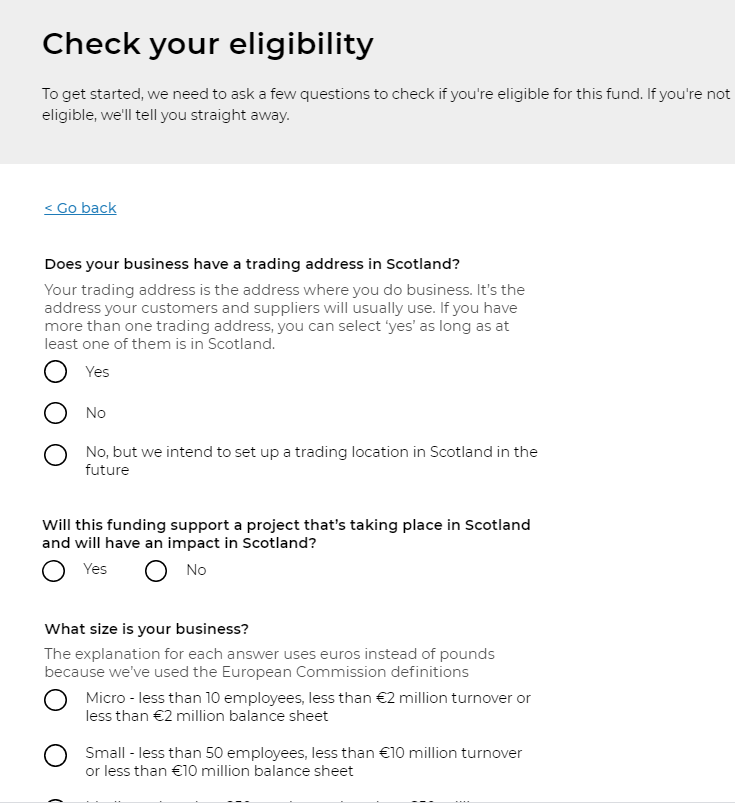 Check your eligibility
To get started, we need to ask a few questions to check if you're eligible for this fund. If you're not
eligible, we'll tell you straight away.
< Go back
Does your business have a trading address in Scotland?
Your trading address is the address where you do business. It’s the
address your customers and suppliers will usually use. If you have
more than one trading address, you can select ‘yes’ as long as at
least one of them is in Scotland.
Yes
No
No, but we intend to set up a trading location in Scotland in the
future
Will this funding support a project that’s taking place in Scotland
and will have an impact in Scotland?
Yes No
What size is your business?
The explanation for each answer uses euros instead of pounds
because we’ve used the European Commission definitions
Micro - less than 10 employees, less than €2 million turnover or
less than €2 million balance sheet
Small - less than 50 employees, less than €10 million turnover
or less than €10 million balance sheet